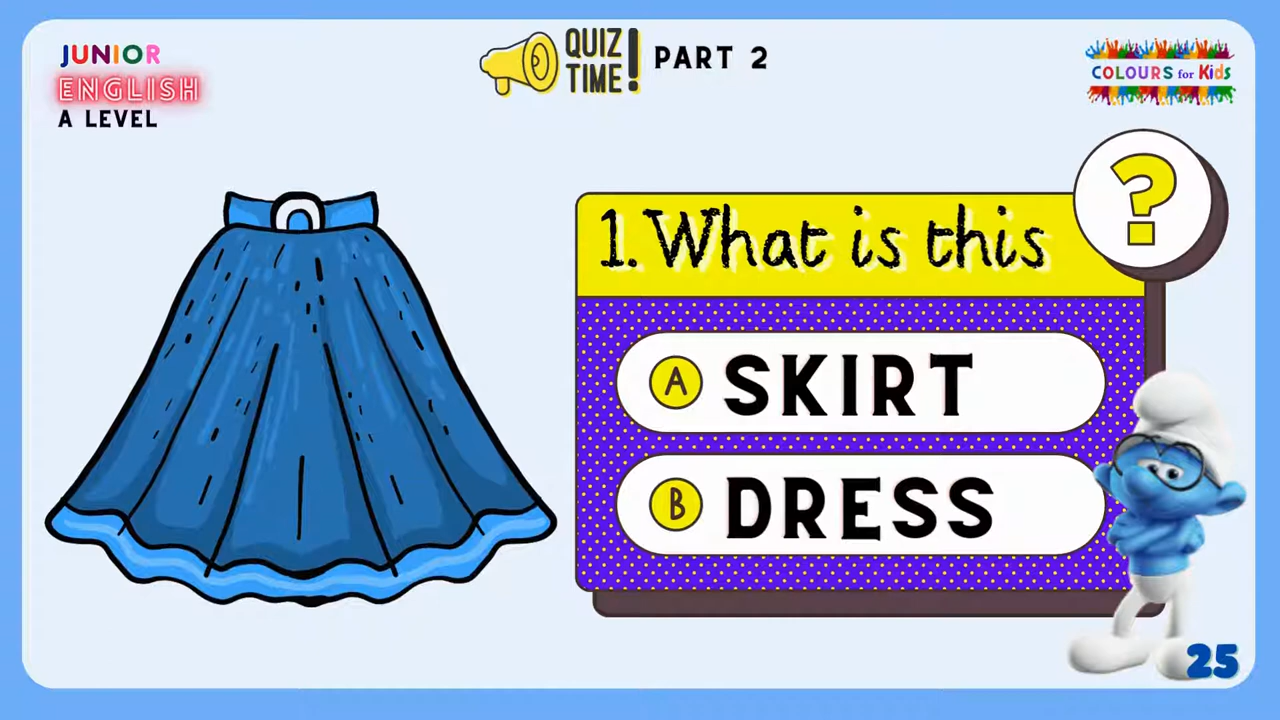 JUNIOR
ENGLISH
A LEVEL
QUIZ
TIME!
PART 2
COLOURS for Kids
?
1. What is this
A SKIRT
B DRESS
25